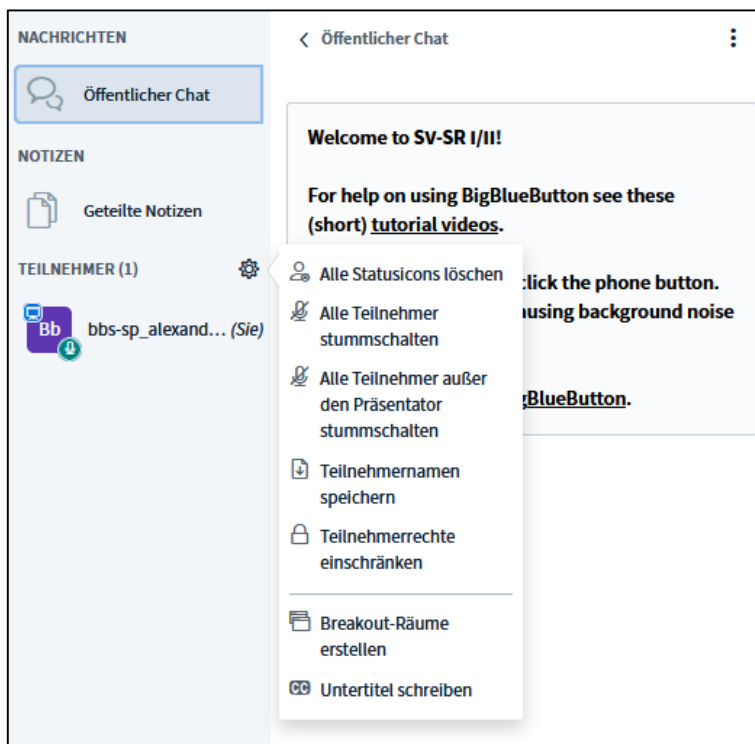 NACHRICHTEN
Öffentlicher Chat
NOTIZEN
Geteilte Notizen
TEILNEHMER (1)
Bb
bbs-sp_alexand... (Sie)
Öffentlicher Chat
Welcome to SV-SR I/II!
For help on using BigBlueButton see these
(short) tutorial videos.
click the phone button.
using background noise
gBlueButton.
Alle Statusicons löschen
Alle Teilnehmer
stummschalten
Alle Teilnehmer außer
den Präsentator
stummschalten
Teilnehmernamen
speichern
Teilnehmerrechte
einschränken
Breakout-Räume
erstellen
CC Untertitel schreiben